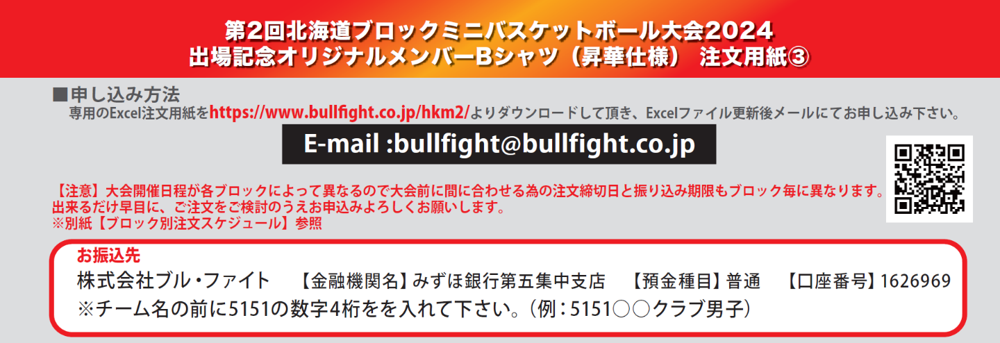 第2回北海道ブロックミニバスケットボール大会2024
出場記念オリジナルメンバーBシャツ（昇華仕様） 注文用紙③
■申し込み方法
専用のExcel注文用紙をhttps://www.bullfight.co.jp/hkm2/よりダウンロードして頂き、Excelファイル更新後メールにてお申し込み下さい。
E-mail :bullfight@bullfight.co.jp
【注意】大会開催日程が各ブロックによって異なるので大会前に間に合わせる為の注文締切日と振り込み期限もブロック毎に異なります。
出来るだけ早目に、ご注文をご検討のうえお申込みよろしくお願いします。
※別紙【ブロック別注文スケジュール】参照
お振込先
株式会社ブル・ファイト 【金融機関名】みずほ銀行第五集中支店 【預金種目】普通 【口座番号】1626969
※チーム名の前に5151の数字4桁をを入れて下さい。（例：5151○○クラブ男子）